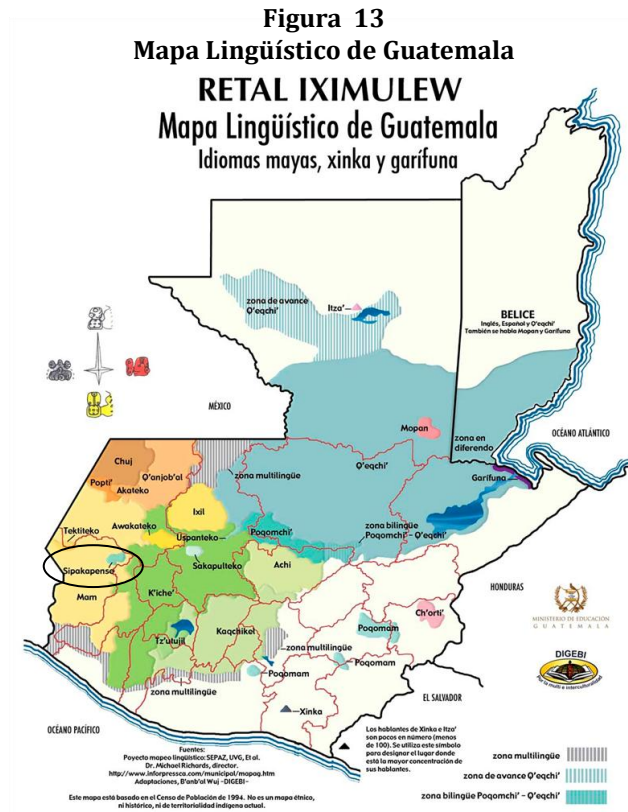 Figura 13
Mapa Lingüístico de Guatemala
RETAL IXIMULEW
Mapa Lingüístico de Guatemala
Idiomas mayas, xinka y garífuna
zona de avance
Q'eqchi'
Itza'
BELICE
Inglés, Español y Q'eqchi'
También se habla Mopan y Garífuna
MÉXICO
Mopan
zona en
diferendo
OCÉANO ATLÁNTICO
Chuj
Q'anjob'al
Popti'
Akateko
zona multilingüe
Q'eqchi'
Garífuna
Ixil
Tektiteko
Awakateko
Uspanteko
Poqomchi'
zona bilingüe
Poqomchi' - Q'eqchi'
Sipakapense
Sakapulteko
Achi
HONDURAS
Mam
K'iche'
Ch'orti'
MINISTERIO DE EDUCACIÓN
GUATEMALA
Tz'utujil
Kaqchikel
Poqomam
zona multilingüe
Poqomam
Poqomam
DIGEBI
Por la multi e interculturalidad
zona multilingüe
EL SALVADOR
Xinka
OCÉANO PACÍFICO
Los hablantes de Xinka e Itza'
son pocos en número (menos
de 100). Se utiliza este símbolo
para designar el lugar donde
está la mayor concentración de
sus hablantes.
Fuentes:
Poyecto mapeo lingüístico: SEPAZ, UVG, Et al.
Dr. Michael Richards, director.
http://www.inforpressca.com/municipal/mapag.htm
Adaptaciones, B'anb'al Wuj -DIGEBI-
Este mapa está basado en el Censo de Población de 1994. No es un mapa étnico,
ni histórico, ni de territorialidad indígena actual.
zona multilingüe
zona de avance Q'eqchi'
zona bilingüe Poqomchi' - Q'eqchi'